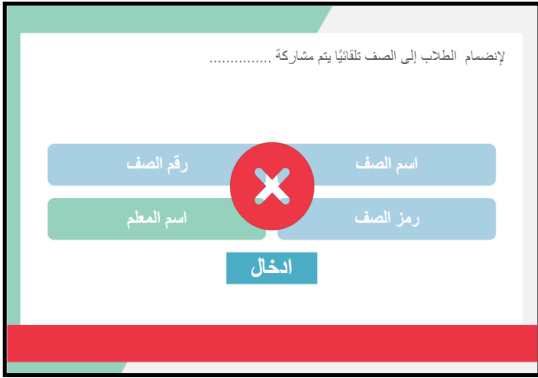 لإنضمام الطلاب إلى الصف تلقائيًا يتم مشاركة ...............
اسم الصف
رقم الصف
رمز الصف
اسم المعلم
ادخال